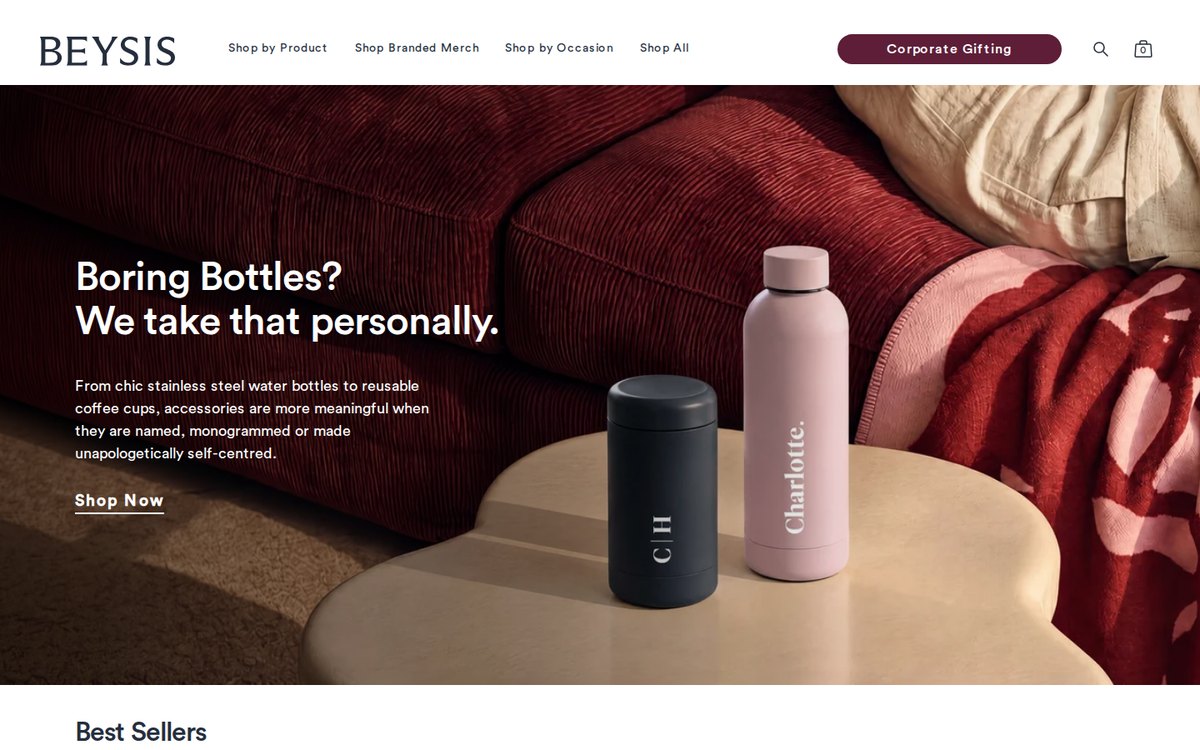 BEYSIS
Shop by Product
Shop Branded Merch
Shop by Occasion
Shop All
Corporate Gifting
0
Boring Bottles?
We take that personally.
From chic stainless steel water bottles to reusable
coffee cups, accessories are more meaningful when
they are named, monogrammed or made
unapologetically self-centred.
Shop Now
C|H
Charlotte.
Best Sellers